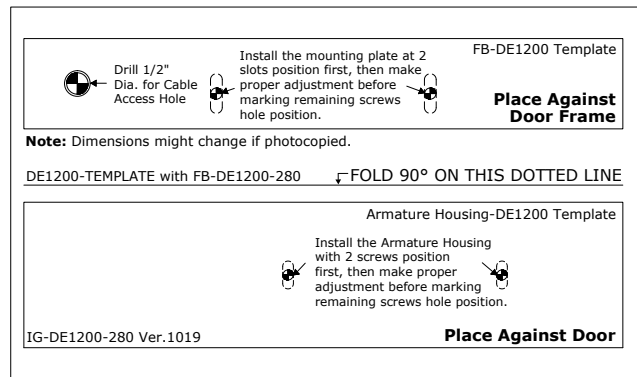 FB-DE1200 Template
Drill 1/2"
Dia. for Cable
Access Hole
Install the mounting plate at 2
slots position first, then make
proper adjustment before
marking remaining screws
hole position.
Place Against
Door Frame
Note: Dimensions might change if photocopied.
DE1200-TEMPLATE with FB-DE1200-280
FOLD 90° ON THIS DOTTED LINE
Armature Housing-DE1200 Template
Install the Armature Housing
with 2 screws position
first, then make proper
adjustment before marking
remaining screws hole position.
IG-DE1200-280 Ver.1019
Place Against Door